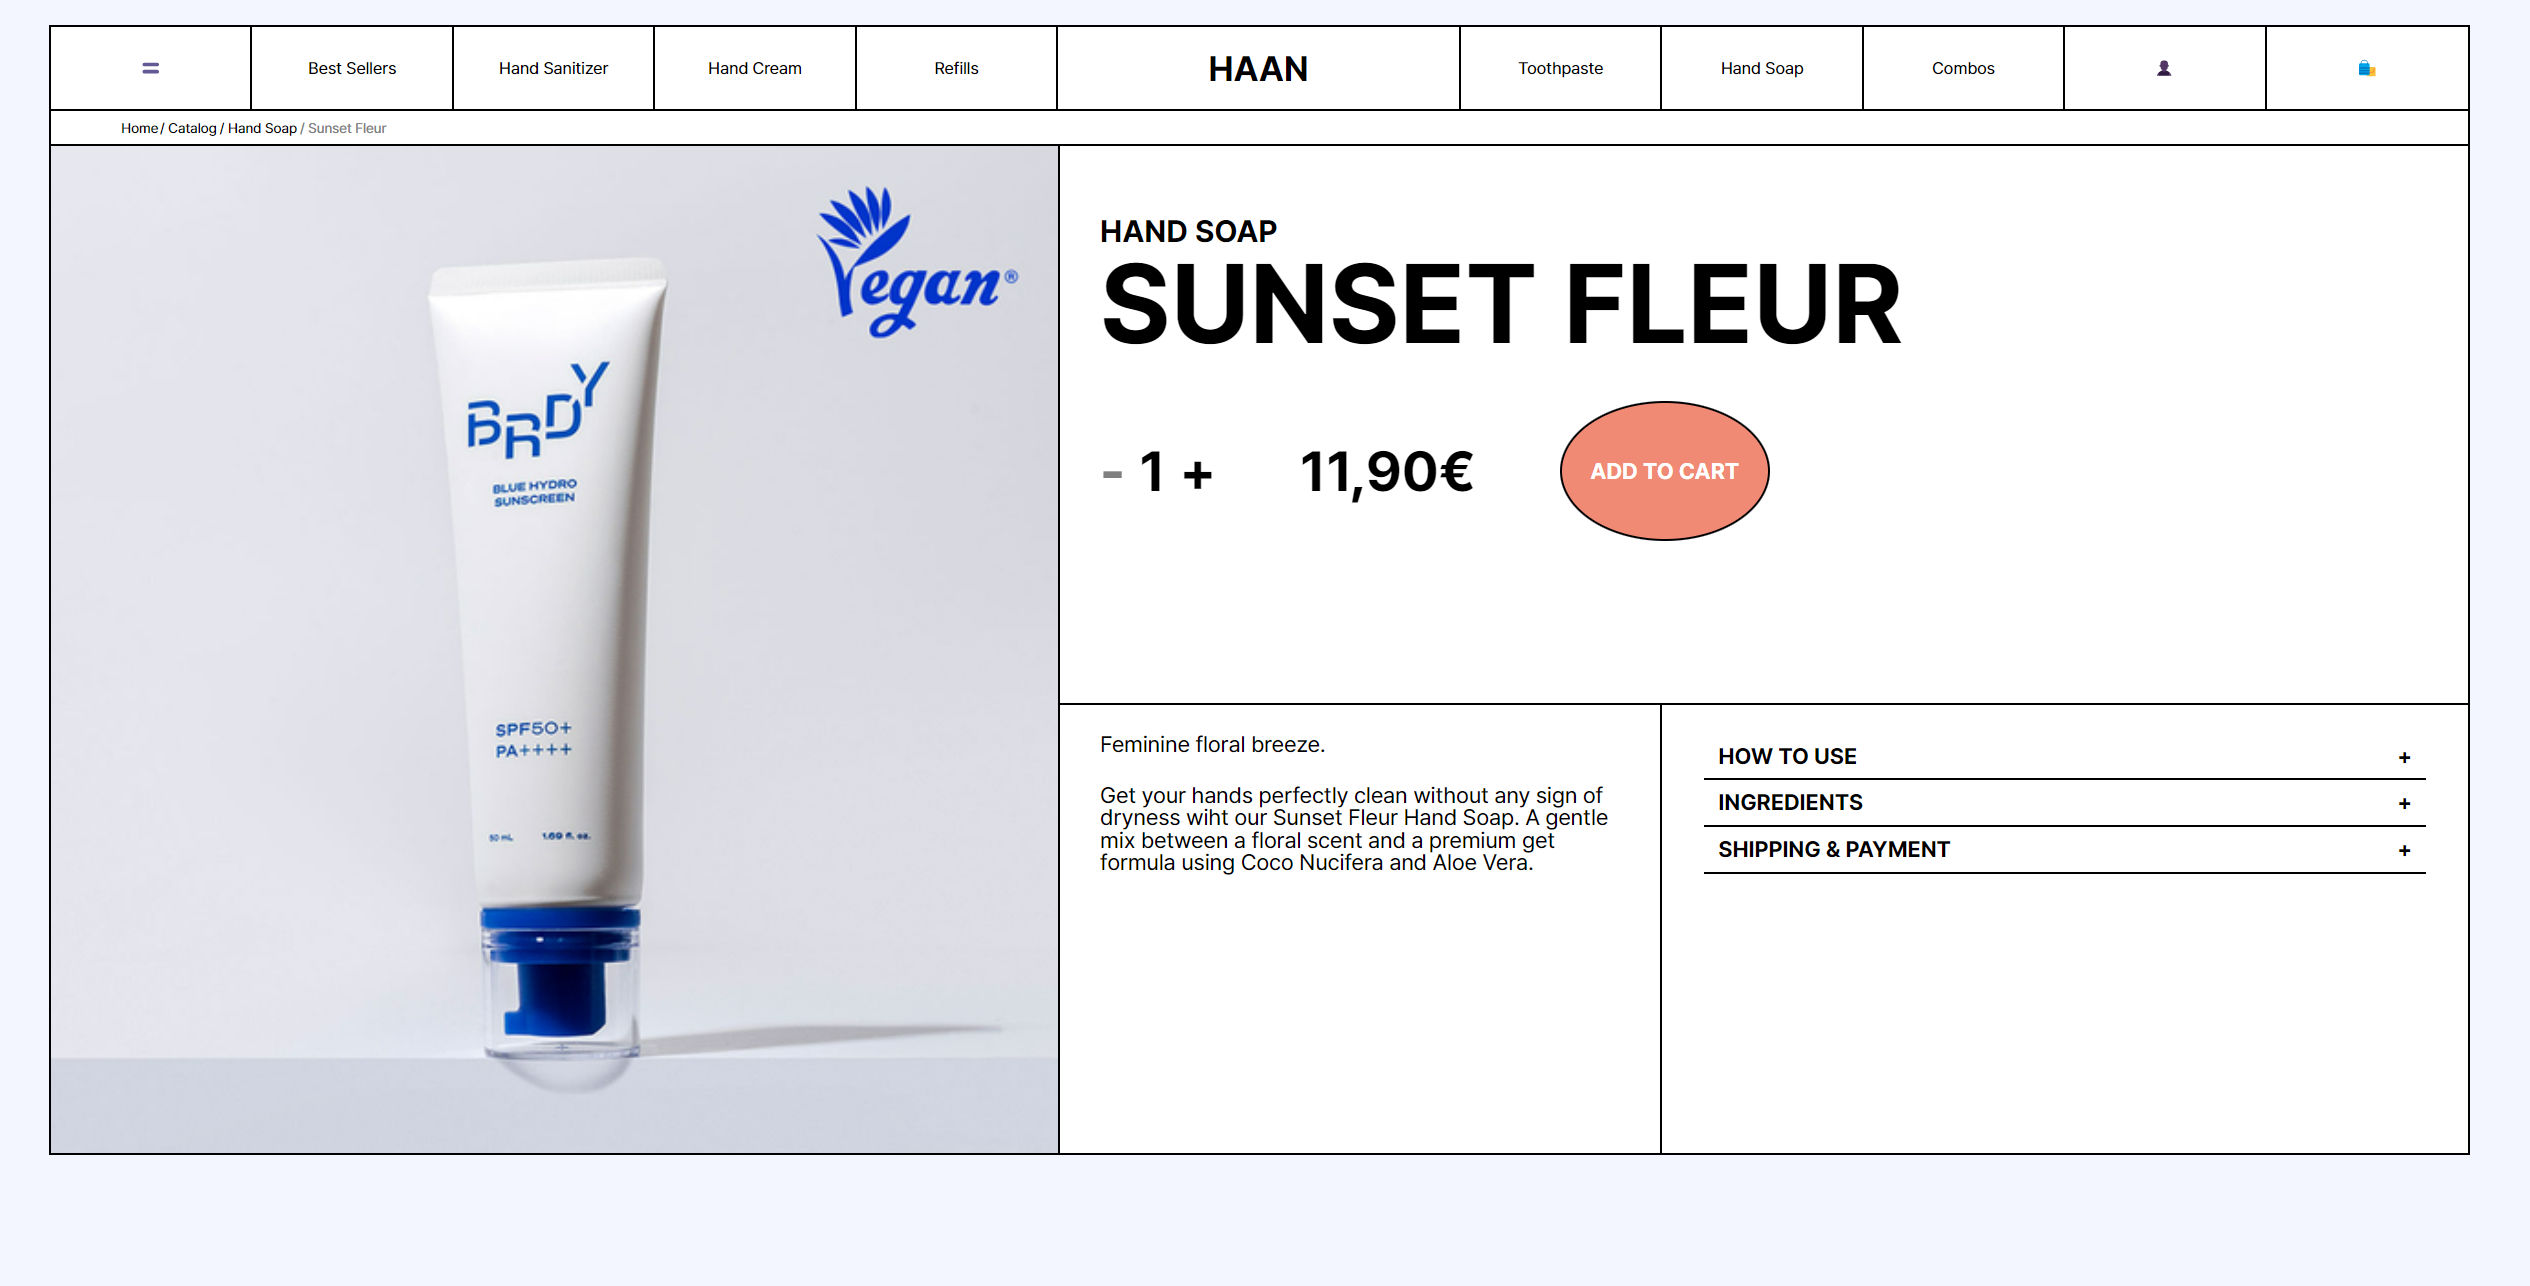 Best Sellers
Hand Sanitizer
Hand Cream
Refills
HAAN
Toothpaste
Hand Soap
Combos
Home / Catalog / Hand Soap / Sunset Fleur
Vegan®
BRDY
BLUE HYDRO
SUNSCREEN
SPF50+
PA++++
50 mL 1.69 fl. oz.
HAND SOAP
SUNSET FLEUR
- 1 + 11,90€ ADD TO CART
Feminine floral breeze.
Get your hands perfectly clean without any sign of
dryness wiht our Sunset Fleur Hand Soap. A gentle
mix between a floral scent and a premium get
formula using Coco Nucifera and Aloe Vera.
HOW TO USE +
INGREDIENTS +
SHIPPING & PAYMENT +